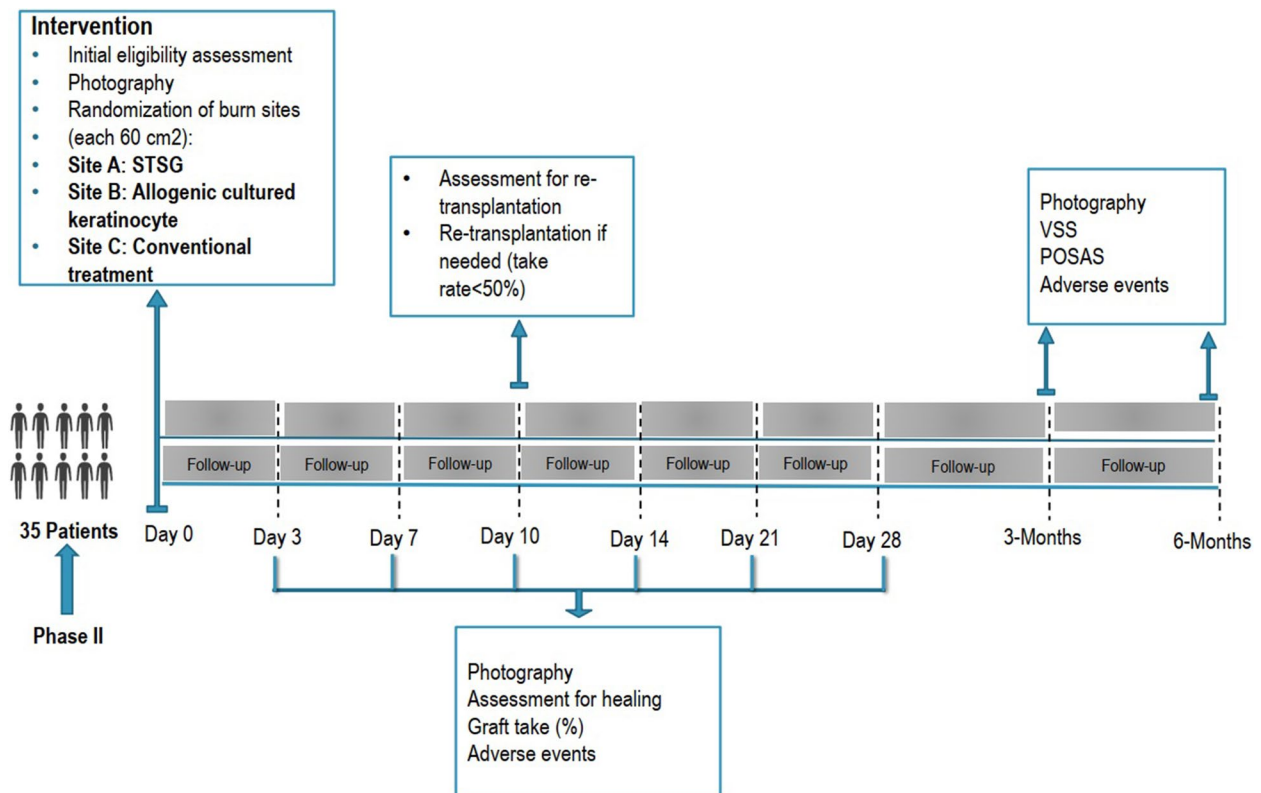 Intervention
• Initial eligibility assessment
• Photography
• Randomization of burn sites
• (each 60 cm2):
• Site A: STSG
• Site B: Allogenic cultured
keratinocyte
• Site C: Conventional
treatment
• Assessment for re-
transplantation
• Re-transplantation if
needed (take
rate<50%)
Photography
VSS
POSAS
Adverse events
Follow-up
Follow-up
Follow-up
Follow-up
Follow-up
Follow-up
Follow-up
Follow-up
35 Patients
Day 0
Day 3
Day 7
Day 10
Day 14
Day 21
Day 28
3-Months
6-Months
Phase II
Photography
Assessment for healing
Graft take (%)
Adverse events